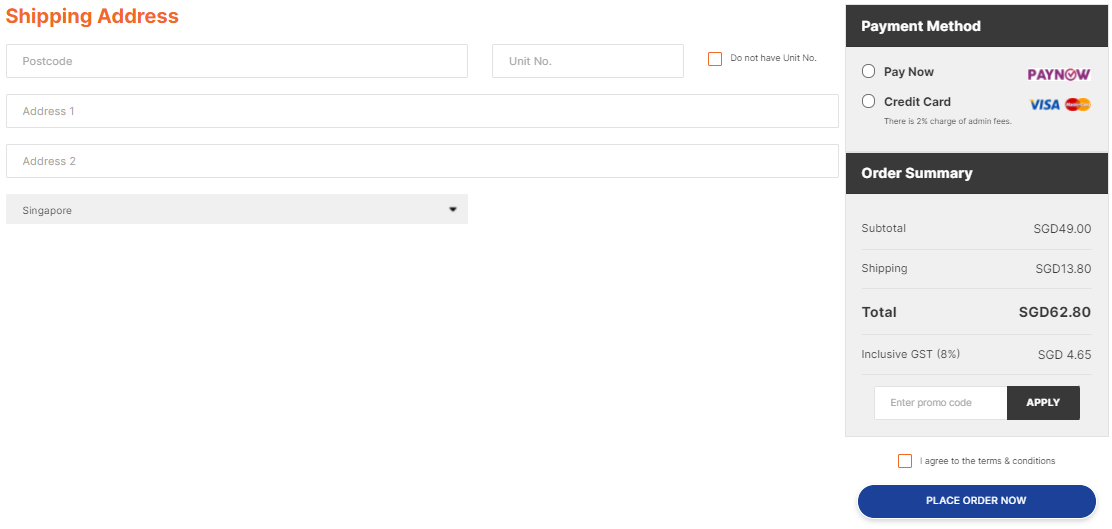 Shipping Address
Postcode
Unit No.
Do not have Unit No.
Address 1
Address 2
Singapore
Payment Method
Pay Now
PAYNOW
Credit Card
VISA MasterCard
There is 2% charge of admin fees.
Order Summary
Subtotal SGD49.00
Shipping SGD13.80
Total SGD62.80
Inclusive GST (8%) SGD 4.65
Enter promo code APPLY
I agree to the terms & conditions
PLACE ORDER NOW